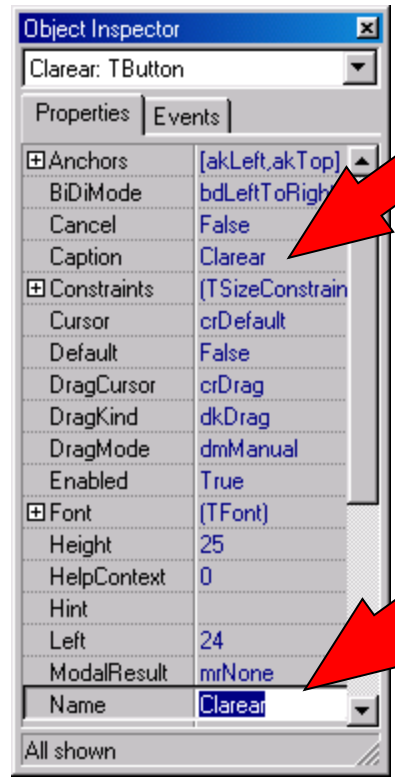 Object Inspector
Clarear: TButton
Properties Events
Anchors [akLeft,akTop]
BiDiMode bdLeftToRight
Cancel False
Caption Clarear
Constraints (TSizeConstrain
Cursor crDefault
Default False
DragCursor crDrag
DragKind dkDrag
DragMode dmManual
Enabled True
Font (TFont)
Height 25
HelpContext 0
Hint
Left 24
ModalResult mrNone
Name Clarear
All shown